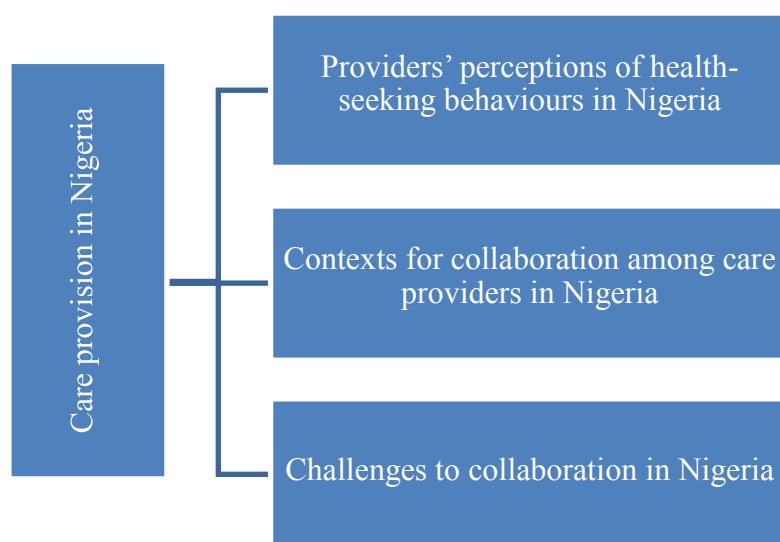 Care provision in Nigeria
Providers’ perceptions of health-
seeking behaviours in Nigeria
Contexts for collaboration among care
providers in Nigeria
Challenges to collaboration in Nigeria